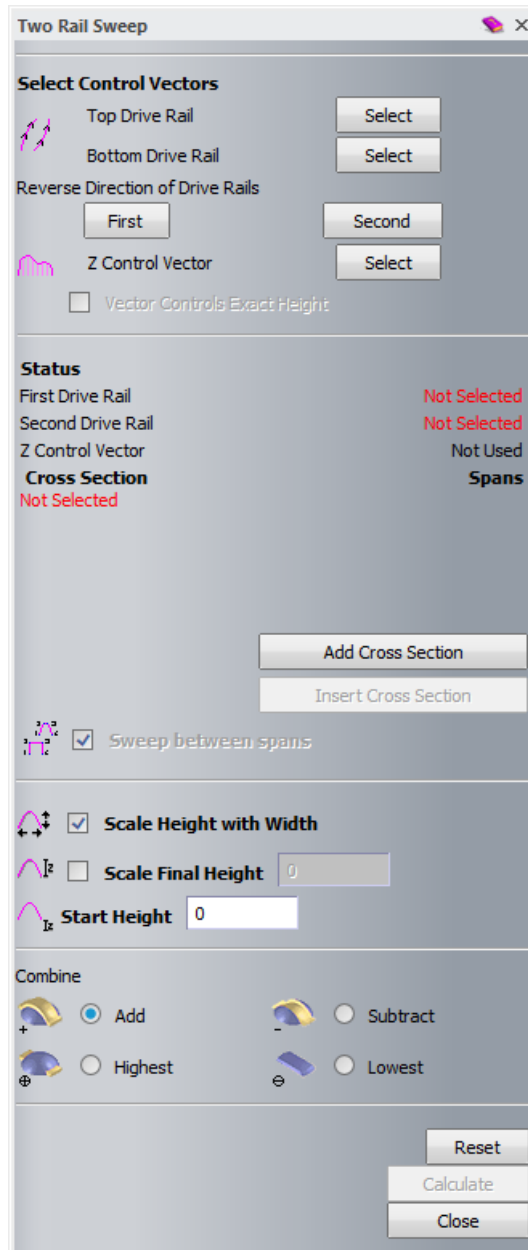 Two Rail Sweep
Select Control Vectors
Top Drive Rail Select
Bottom Drive Rail Select
Reverse Direction of Drive Rails
First Second
Z Control Vector Select
Vector Controls Exact Height
Status
First Drive Rail Not Selected
Second Drive Rail Not Selected
Z Control Vector Not Used
Cross Section Spans
Not Selected
Add Cross Section
Insert Cross Section
Sweep between spans
Scale Height with Width
Scale Final Height 0
Start Height 0
Combine
Add Subtract
Highest Lowest
Reset
Calculate
Close